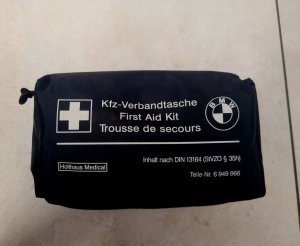 Kfz-Verbandtasche
First Aid Kit
Trousse de secours
BMW
Holthaus Medical
Inhalt nach DIN 13164 (StVZO § 35h)
Teile-Nr. 6 949 966